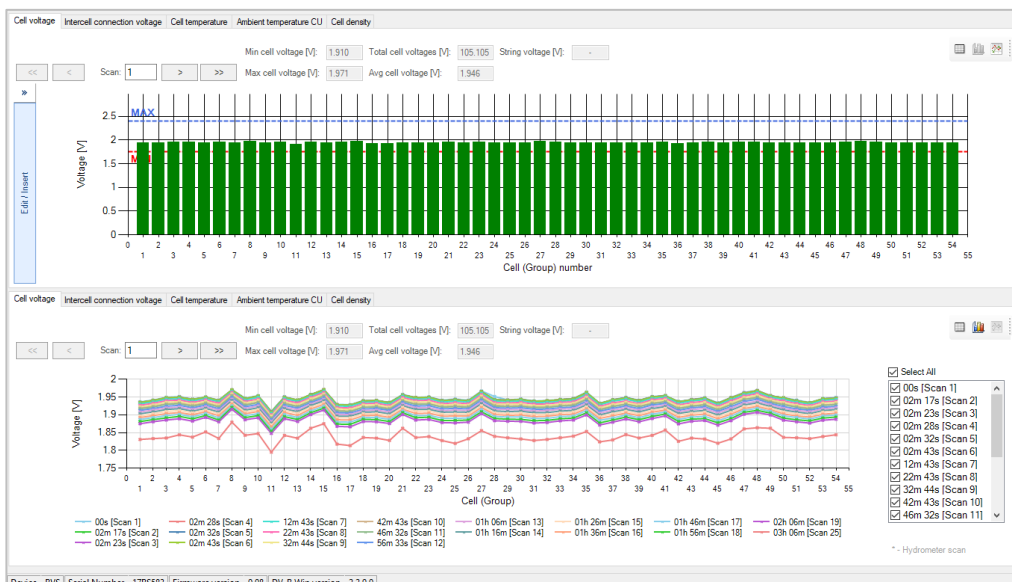 Cell voltage Intercell connection voltage Cell temperature Ambient temperature CU Cell density
Min cell voltage [V]: 1.910 Total cell voltages [V]: 105.105 String voltage [V]: -
<< < Scan: 1 > >> Max cell voltage [V]: 1.971 Avg cell voltage [V]: 1.946
»
Edit / Insert
Voltage [V]
2.5
2
1.5
1
0.5
0
MAX
0 2 4 6 8 10 12 14 16 18 20 22 24 26 28 30 32 34 36 38 40 42 44 46 48 50 52 54
1 3 5 7 9 11 13 15 17 19 21 23 25 27 29 31 33 35 37 39 41 43 45 47 49 51 53 55
Cell (Group) number
Cell voltage Intercell connection voltage Cell temperature Ambient temperature CU Cell density
Min cell voltage [V]: 1.910 Total cell voltages [V]: 105.105 String voltage [V]: -
<< < Scan: 1 > >> Max cell voltage [V]: 1.971 Avg cell voltage [V]: 1.946
Voltage [V]
2
1.95
1.9
1.85
1.8
1.75
0 2 4 6 8 10 12 14 16 18 20 22 24 26 28 30 32 34 36 38 40 42 44 46 48 50 52 54
1 3 5 7 9 11 13 15 17 19 21 23 25 27 29 31 33 35 37 39 41 43 45 47 49 51 53 55
Cell (Group)
Select All
00s [Scan 1]
02m 17s [Scan 2]
02m 23s [Scan 3]
02m 28s [Scan 4]
02m 32s [Scan 5]
02m 43s [Scan 6]
12m 43s [Scan 7]
22m 43s [Scan 8]
32m 44s [Scan 9]
42m 43s [Scan 10]
46m 32s [Scan 11]
00s [Scan 1] 02m 28s [Scan 4] 12m 43s [Scan 7] 42m 43s [Scan 10] 01h 06m [Scan 13] 01h 26m [Scan 15] 01h 46m [Scan 17] 02h 06m [Scan 19]
02m 17s [Scan 2] 02m 32s [Scan 5] 22m 43s [Scan 8] 46m 32s [Scan 11] 01h 16m [Scan 14] 01h 36m [Scan 16] 01h 56m [Scan 18] 03h 06m [Scan 25]
02m 23s [Scan 3] 02m 43s [Scan 6] 32m 44s [Scan 9] 56m 33s [Scan 12]
* - Hydrometer scan